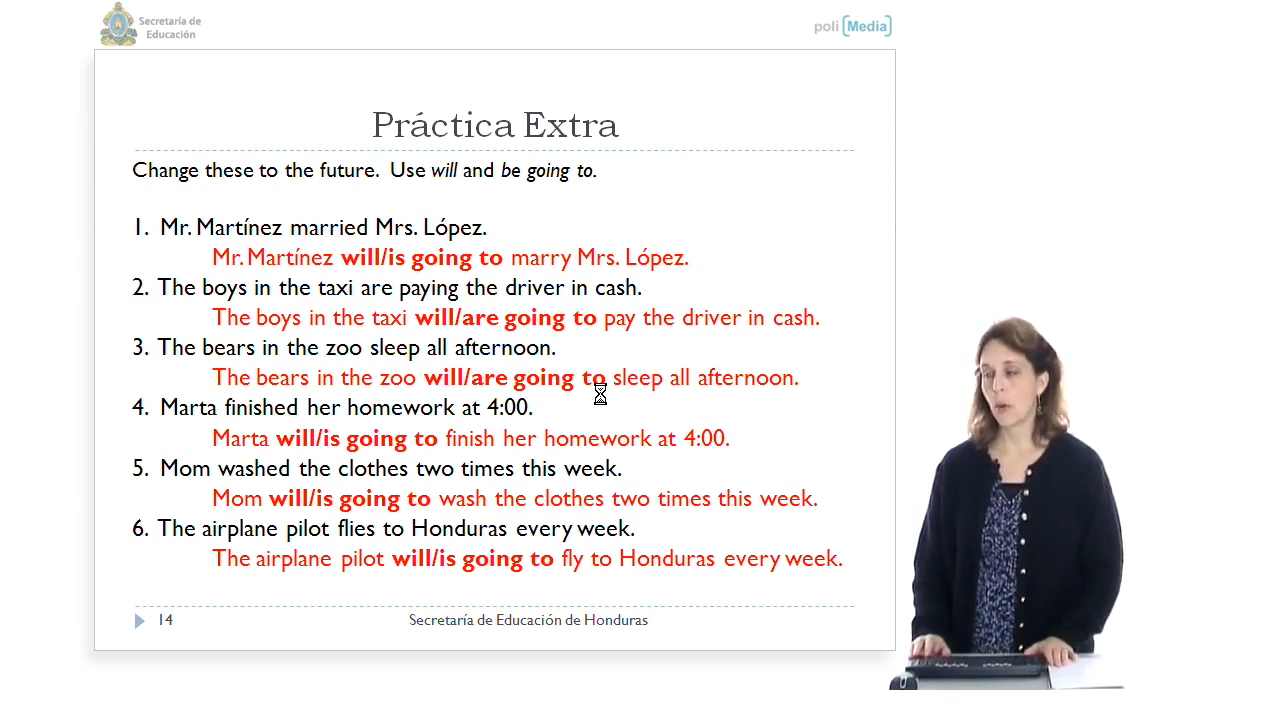 Secretaría de
Educación
poli [Media]
Práctica Extra
Change these to the future. Use will and be going to.
1. Mr. Martínez married Mrs. López.
Mr. Martínez will/is going to marry Mrs. López.
2. The boys in the taxi are paying the driver in cash.
The boys in the taxi will/are going to pay the driver in cash.
3. The bears in the zoo sleep all afternoon.
The bears in the zoo will/are going to sleep all afternoon.
4. Marta finished her homework at 4:00.
Marta will/is going to finish her homework at 4:00.
5. Mom washed the clothes two times this week.
Mom will/is going to wash the clothes two times this week.
6. The airplane pilot flies to Honduras every week.
The airplane pilot will/is going to fly to Honduras every week.
14 Secretaría de Educación de Honduras